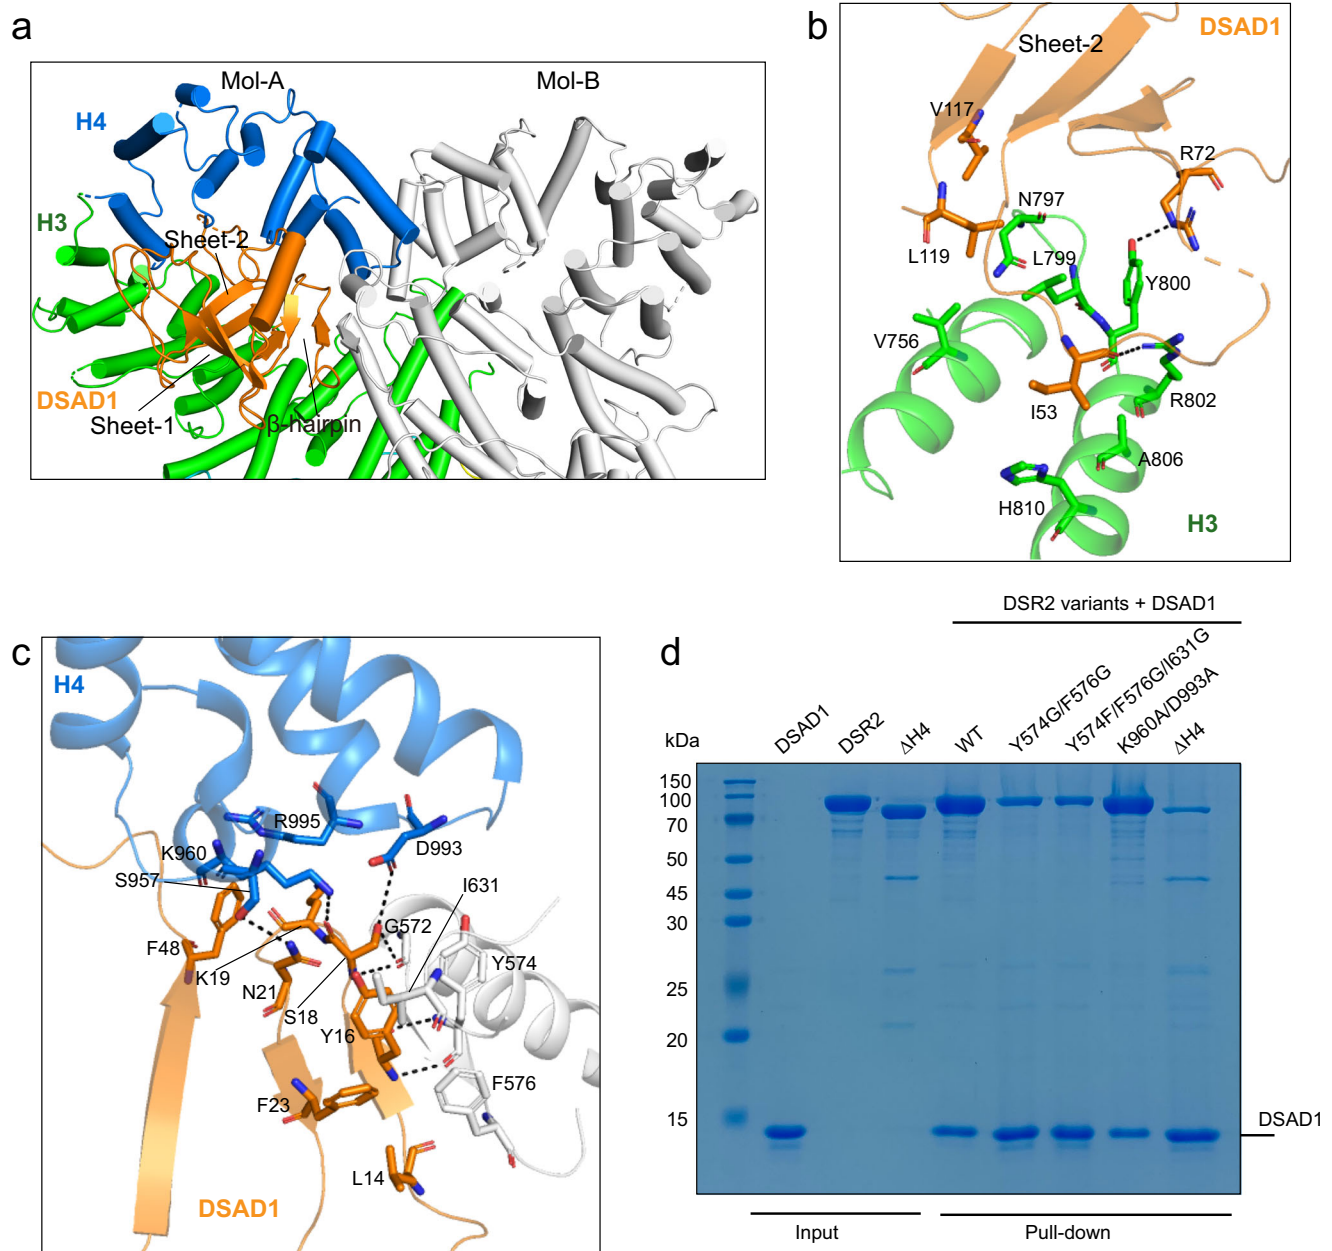 a
Mol-A
Mol-B
H4
H3
Sheet-2
DSAD1
Sheet-1
β-hairpin
b
DSAD1
Sheet-2
V117
R72
N797
L119
L799
Y800
V756
I53
R802
A806
H810
H3
c
H4
R995
K960
D993
S957
I631
G572
F48
Y574
K19
N21
S18
Y16
F576
F23
L14
DSAD1
d
DSR2 variants + DSAD1
kDa
DSAD1
DSR2
ΔH4
WT
Y574G/F576G
Y574F/F576G/I631G
K960A/D993A
ΔH4
150
100
70
50
45
30
25
20
15
DSAD1
Input
Pull-down